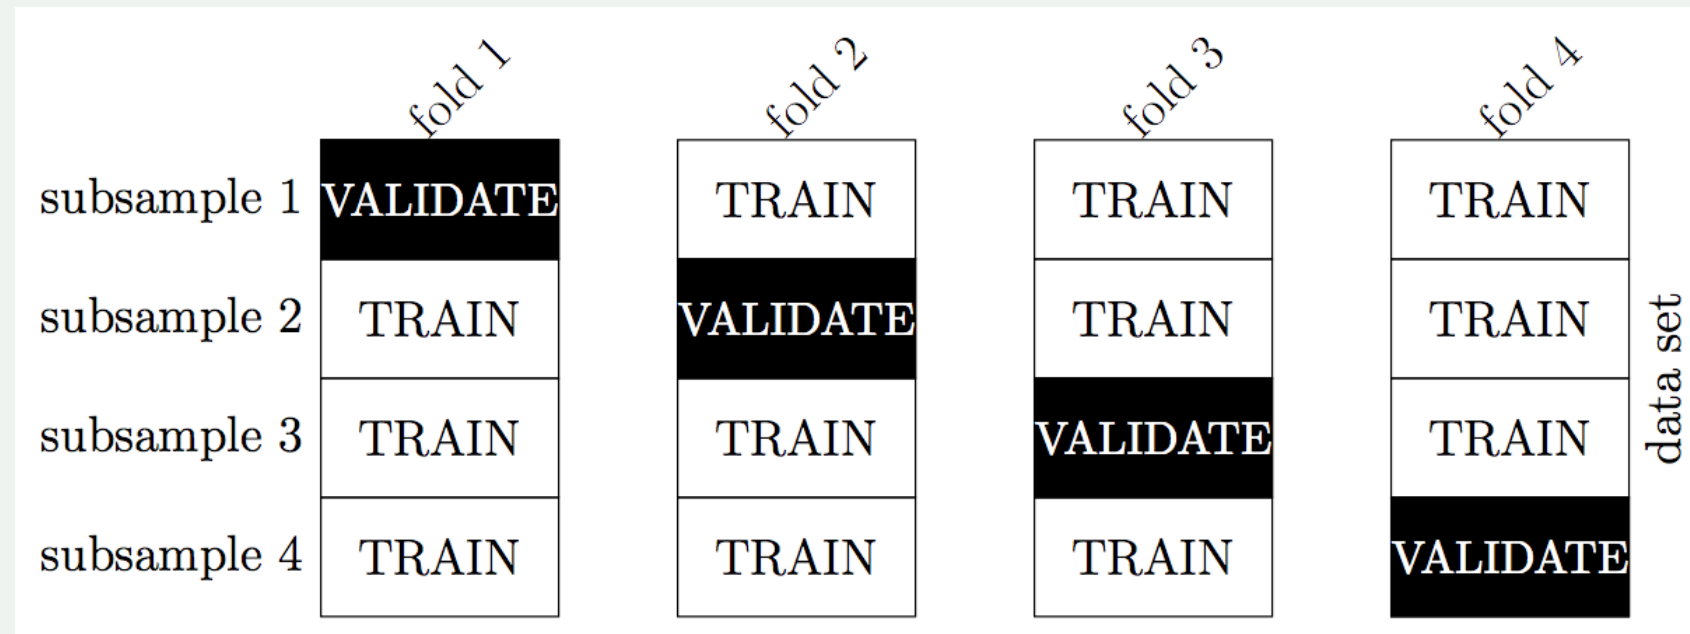 fold 1 fold 2 fold 3 fold 4
subsample 1 VALIDATE TRAIN TRAIN TRAIN
subsample 2 TRAIN VALIDATE TRAIN TRAIN
subsample 3 TRAIN TRAIN VALIDATE TRAIN
subsample 4 TRAIN TRAIN TRAIN VALIDATE
data set